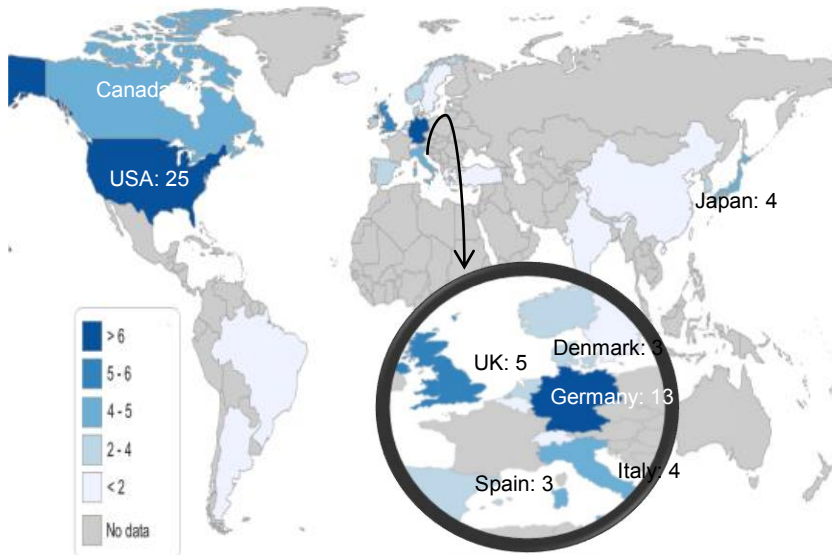 Canada
USA: 25
Japan: 4
UK: 5
Denmark: 3
Germany: 13
Spain: 3
Italy: 4
> 6
5 - 6
4 - 5
2 - 4
< 2
No data